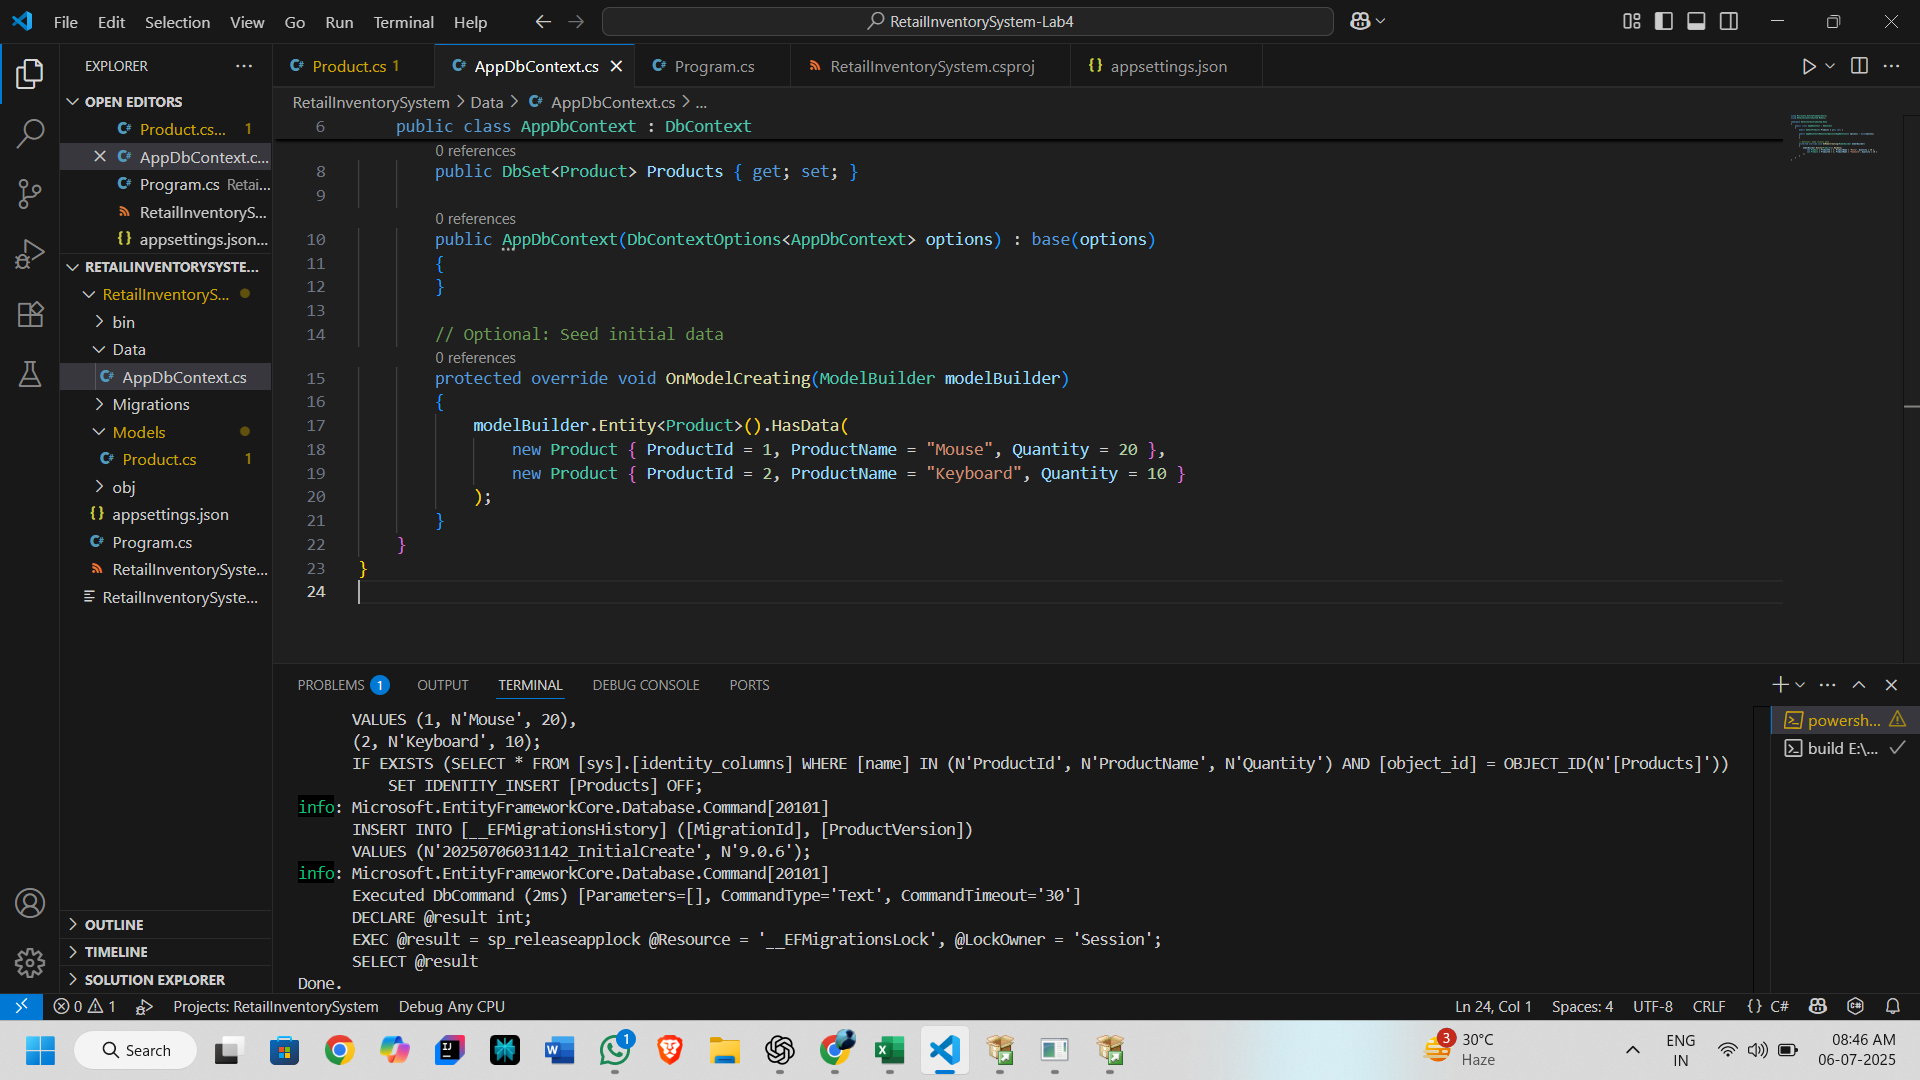 File Edit Selection View Go Run Terminal Help
RetailInventorySystem-Lab4
EXPLORER
OPEN EDITORS
Product.cs... 1
AppDbContext.c...
Program.cs Retai...
RetailInventoryS...
appsettings.json...
RETAILINVENTORYSYSTE...
RetailInventoryS...
bin
Data
AppDbContext.cs
Migrations
Models
Product.cs 1
obj
appsettings.json
Program.cs
RetailInventorySyste...
RetailInventorySyste...
OUTLINE
TIMELINE
SOLUTION EXPLORER
Product.cs 1 AppDbContext.cs Program.cs RetailInventorySystem.csproj appsettings.json
RetailInventorySystem > Data > AppDbContext.cs > ...
6 public class AppDbContext : DbContext
0 references
8 public DbSet<Product> Products { get; set; }
9
0 references
10 public AppDbContext(DbContextOptions<AppDbContext> options) : base(options)
11 {
12 }
13
14 // Optional: Seed initial data
0 references
15 protected override void OnModelCreating(ModelBuilder modelBuilder)
16 {
17 modelBuilder.Entity<Product>().HasData(
18 new Product { ProductId = 1, ProductName = "Mouse", Quantity = 20 },
19 new Product { ProductId = 2, ProductName = "Keyboard", Quantity = 10 }
20 );
21 }
22 }
23 }
24
PROBLEMS 1 OUTPUT TERMINAL DEBUG CONSOLE PORTS
VALUES (1, N'Mouse', 20),
(2, N'Keyboard', 10);
IF EXISTS (SELECT * FROM [sys].[identity_columns] WHERE [name] IN (N'ProductId', N'ProductName', N'Quantity') AND [object_id] = OBJECT_ID(N'[Products]'))
SET IDENTITY_INSERT [Products] OFF;
info: Microsoft.EntityFrameworkCore.Database.Command[20101]
INSERT INTO [__EFMigrationsHistory] ([MigrationId], [ProductVersion])
VALUES (N'20250706031142_InitialCreate', N'9.0.6');
info: Microsoft.EntityFrameworkCore.Database.Command[20101]
Executed DbCommand (2ms) [Parameters=[], CommandType='Text', CommandTimeout='30']
DECLARE @result int;
EXEC @result = sp_releaseapplock @Resource = '__EFMigrationsLock', @LockOwner = 'Session';
SELECT @result
Done.
powersh...
build E:\...
0 1 Projects: RetailInventorySystem Debug Any CPU Ln 24, Col 1 Spaces: 4 UTF-8 CRLF {} C#
Search
1
3 30°C
Haze
ENG
IN
08:46 AM
06-07-2025